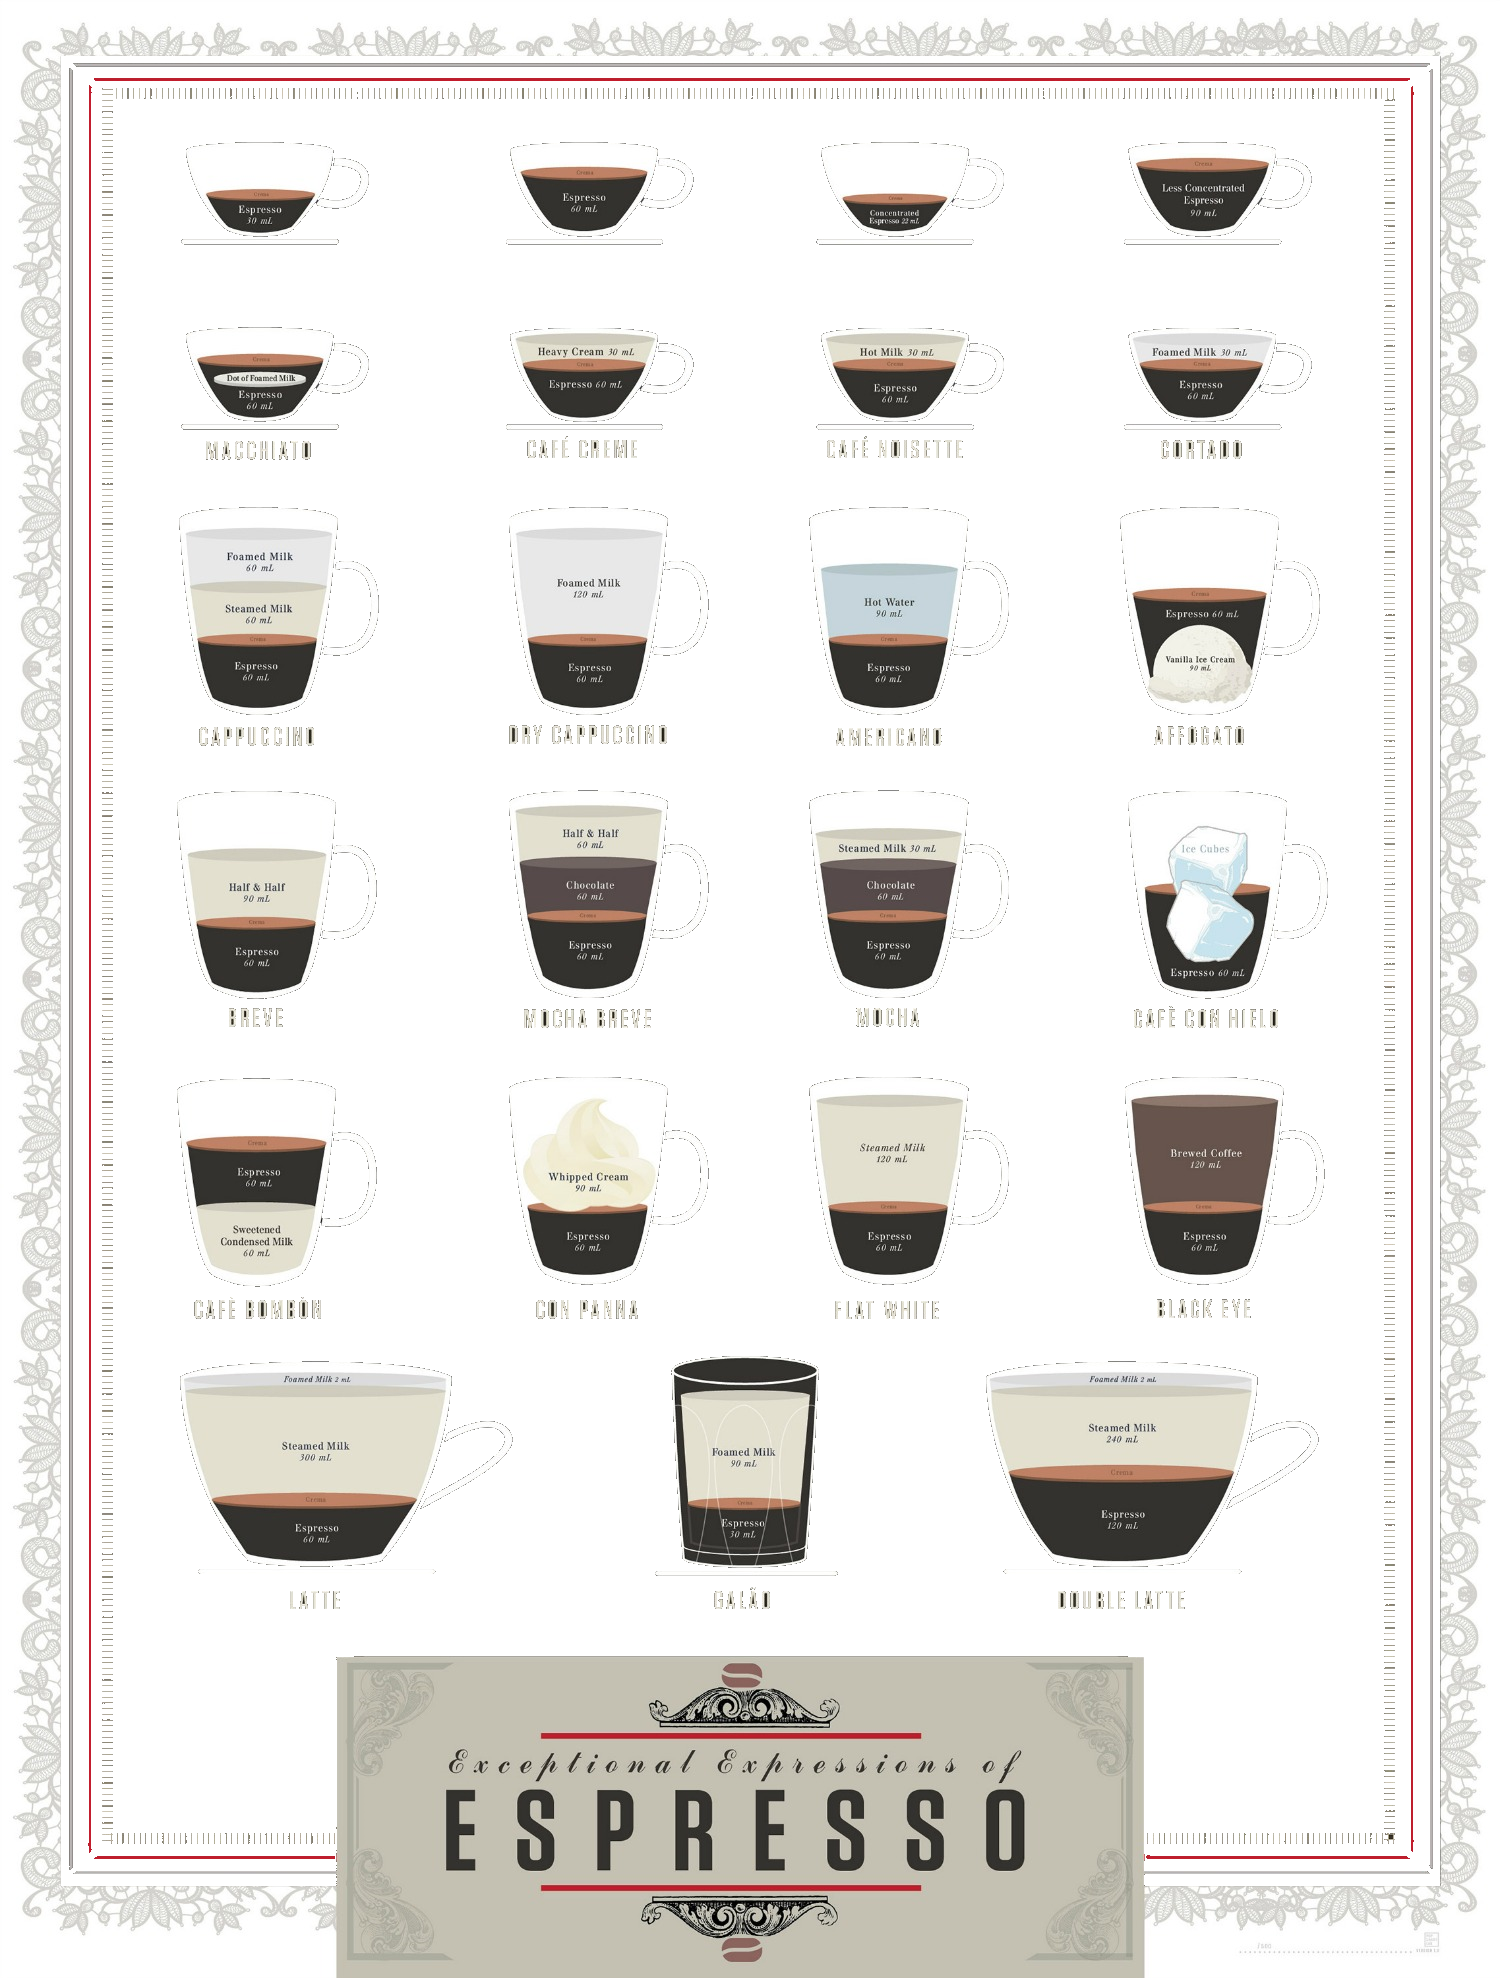 Crema
Espresso
30 mL
Crema
Espresso
60 mL
Crema
Concentrated
Espresso 22 mL
Crema
Less Concentrated
Espresso
90 mL
Crema
Dot of Foamed Milk
Espresso
60 mL
MACCHIATO
Heavy Cream 30 mL
Crema
Espresso 60 mL
CAFÉ CREME
Hot Milk 30 mL
Crema
Espresso
60 mL
CAFÉ NOISETTE
Foamed Milk 30 mL
Crema
Espresso
60 mL
CORTADO
Foamed Milk
60 mL
Steamed Milk
60 mL
Crema
Espresso
60 mL
CAPPUCCINO
Foamed Milk
120 mL
Crema
Espresso
60 mL
DRY CAPPUCCINO
Hot Water
90 mL
Crema
Espresso
60 mL
AMERICANO
Crema
Espresso 60 mL
Vanilla Ice Cream
90 mL
AFFOGATO
Half & Half
90 mL
Crema
Espresso
60 mL
BREVE
Half & Half
60 mL
Chocolate
60 mL
Crema
Espresso
60 mL
MOCHA BREVE
Steamed Milk 30 mL
Chocolate
60 mL
Crema
Espresso
60 mL
MOCHA
Ice Cubes
Espresso 60 mL
CAFÈ CON HIELO
Crema
Espresso
60 mL
Sweetened
Condensed Milk
60 mL
CAFÈ BOMBÒN
Whipped Cream
90 mL
Espresso
60 mL
CON PANNA
Steamed Milk
120 mL
Crema
Espresso
60 mL
FLAT WHITE
Brewed Coffee
120 mL
Crema
Espresso
60 mL
BLACK EYE
Foamed Milk 2 mL
Steamed Milk
300 mL
Crema
Espresso
60 mL
LATTE
Foamed Milk
90 mL
Crema
Espresso
30 mL
GALÃO
Foamed Milk 2 mL
Steamed Milk
240 mL
Crema
Espresso
120 mL
DOUBLE LATTE
Exceptional Expressions of
ESPRESSO
/500